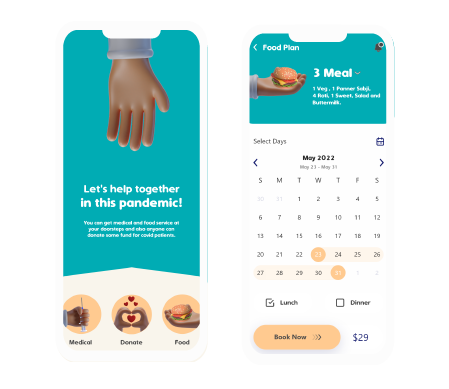 Let's help together
in this pandemic!
You can get medical and food service at
your doorsteps and also anyone can
donate some fund for covid patients.
Medical
Donate
Food
Food Plan
3 Meal
1 Veg , 1 Panner Sabji,
4 Roti, 1 Sweet, Salad and
Buttermilk.
Select Days
May 2022
May 23 - May 31
S M T W T F S
30 31 1 2 3 4 5
6 7 8 9 10 11 12
13 14 15 16 17 18 19
20 21 22 23 24 25 26
27 28 29 30 31 1 2
Lunch
Dinner
Book Now
$29